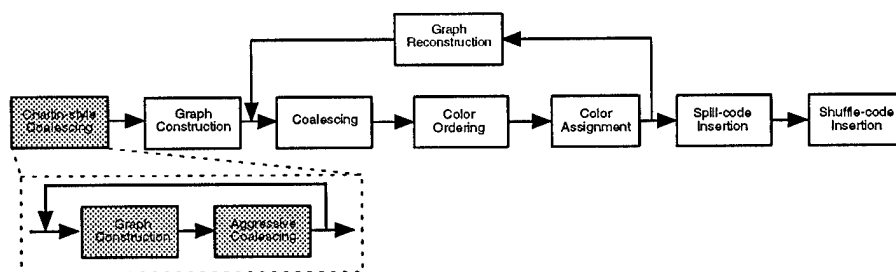 Graph
Reconstruction
Chaitin-style
Coalescing
Graph
Construction
Coalescing
Color
Ordering
Color
Assignment
Spill-code
Insertion
Shuffle-code
Insertion
Graph
Construction
Aggressive
Coalescing